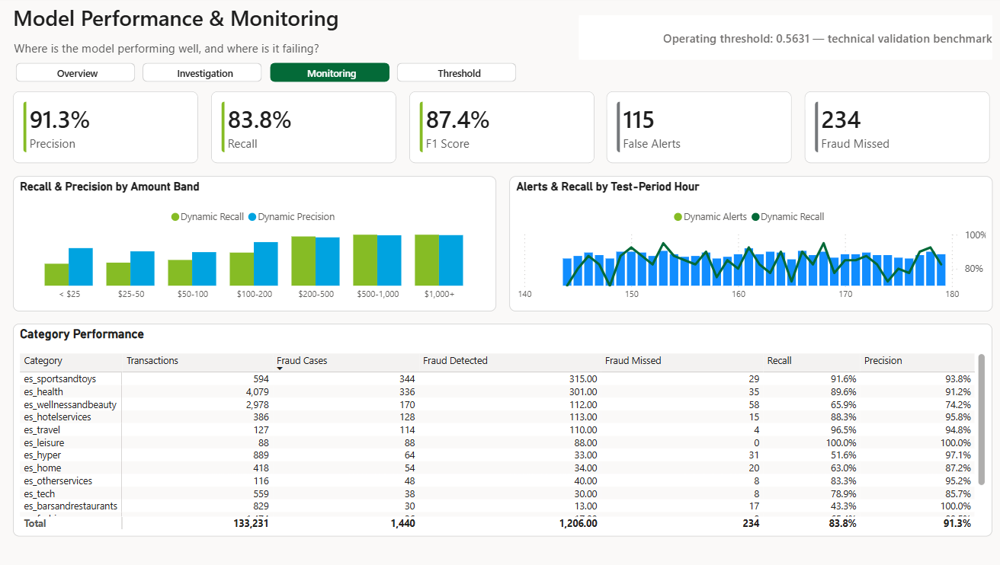 Model Performance & Monitoring
Operating threshold: 0.5631 — technical validation benchmark
Where is the model performing well, and where is it failing?
Overview Investigation Monitoring Threshold
91.3% 83.8% 87.4% 115 234
Precision Recall F1 Score False Alerts Fraud Missed
Recall & Precision by Amount Band
Dynamic Recall Dynamic Precision
< $25 $25-50 $50-100 $100-200 $200-500 $500-1,000 $1,000+
Alerts & Recall by Test-Period Hour
Dynamic Alerts Dynamic Recall
100%
80%
140 150 160 170 180
Category Performance
Category Transactions Fraud Cases Fraud Detected Fraud Missed Recall Precision
es_sportsandtoys 594 344 315.00 29 91.6% 93.8%
es_health 4,079 336 301.00 35 89.6% 91.2%
es_wellnessandbeauty 2,978 170 112.00 58 65.9% 74.2%
es_hotelservices 386 128 113.00 15 88.3% 95.8%
es_travel 127 114 110.00 4 96.5% 94.8%
es_leisure 88 88 88.00 0 100.0% 100.0%
es_hyper 889 64 33.00 31 51.6% 97.1%
es_home 418 54 34.00 20 63.0% 87.2%
es_otherservices 116 48 40.00 8 83.3% 95.2%
es_tech 559 38 30.00 8 78.9% 85.7%
es_barsandrestaurants 829 30 13.00 17 43.3% 100.0%
Total 133,231 1,440 1,206.00 234 83.8% 91.3%